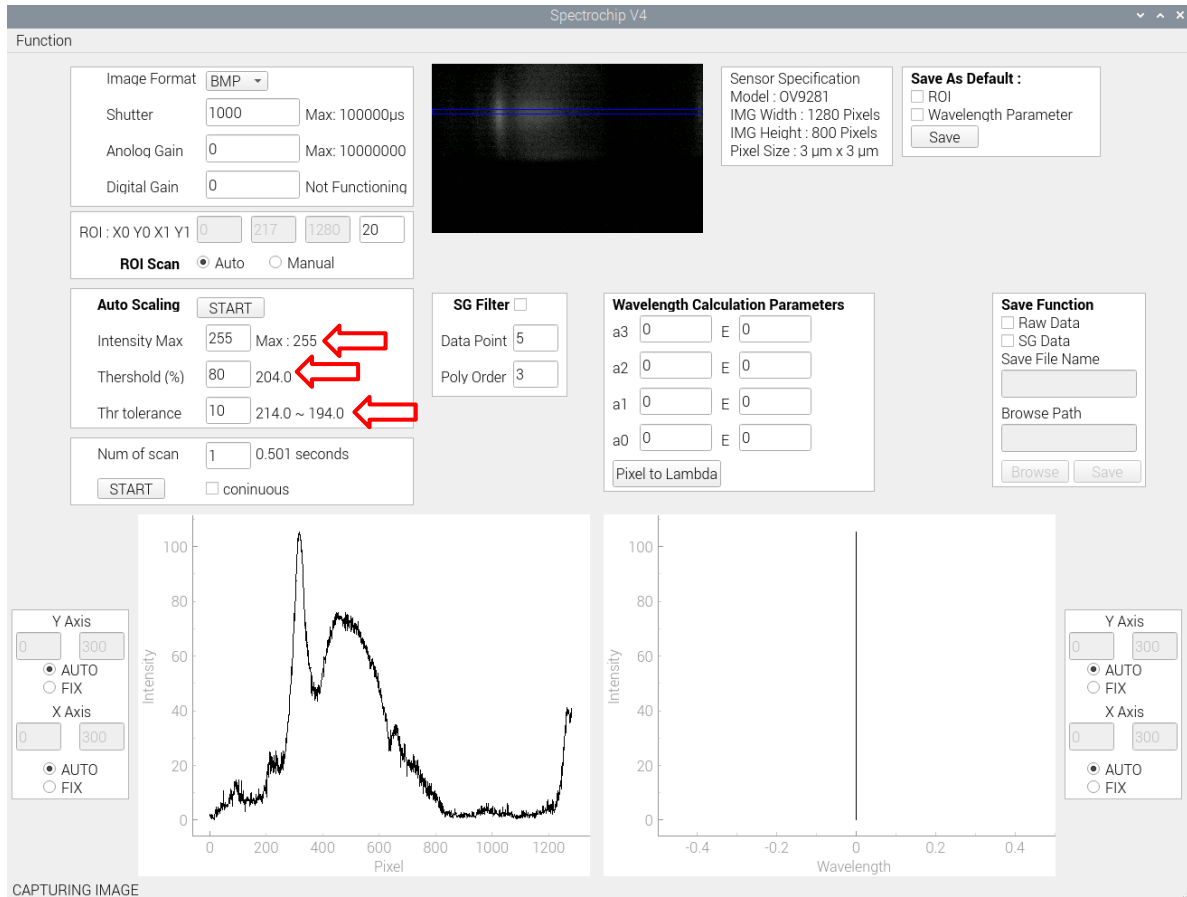 Spectrochip V4
Function
Image Format BMP
Shutter 1000 Max: 100000µs
Anolog Gain 0 Max: 10000000
Digital Gain 0 Not Functioning
ROI : X0 Y0 X1 Y1 0 217 1280 20
ROI Scan Auto Manual
Sensor Specification
Model : OV9281
IMG Width : 1280 Pixels
IMG Height : 800 Pixels
Pixel Size : 3 µm x 3 µm
Save As Default :
ROI
Wavelength Parameter
Save
Auto Scaling START
Intensity Max 255 Max : 255
Thershold (%) 80 204.0
Thr tolerance 10 214.0 ~ 194.0
Num of scan 1 0.501 seconds
START coninuous
SG Filter
Data Point 5
Poly Order 3
Wavelength Calculation Parameters
a3 0 E 0
a2 0 E 0
a1 0 E 0
a0 0 E 0
Pixel to Lambda
Save Function
Raw Data
SG Data
Save File Name
Browse Path
Browse Save
Y Axis
0 300
AUTO
FIX
X Axis
0 300
AUTO
FIX
Intensity
100
80
60
40
20
0
0 200 400 600 800 1000 1200
Pixel
Intensity
100
80
60
40
20
0
-0.4 -0.2 0 0.2 0.4
Wavelength
Y Axis
0 300
AUTO
FIX
X Axis
0 300
AUTO
FIX
CAPTURING IMAGE